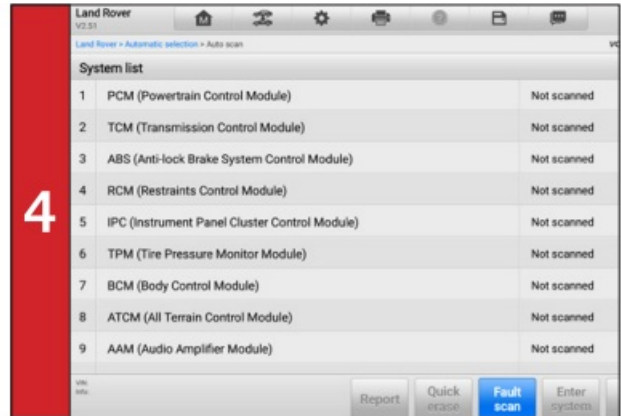 4
Land Rover
V2.51
Land Rover > Automatic selection > Auto scan
System list
1 PCM (Powertrain Control Module) Not scanned
2 TCM (Transmission Control Module) Not scanned
3 ABS (Anti-lock Brake System Control Module) Not scanned
4 RCM (Restraints Control Module) Not scanned
5 IPC (Instrument Panel Cluster Control Module) Not scanned
6 TPM (Tire Pressure Monitor Module) Not scanned
7 BCM (Body Control Module) Not scanned
8 ATCM (All Terrain Control Module) Not scanned
9 AAM (Audio Amplifier Module) Not scanned
VIN:
Info:
Report Quick erase Fault scan Enter system